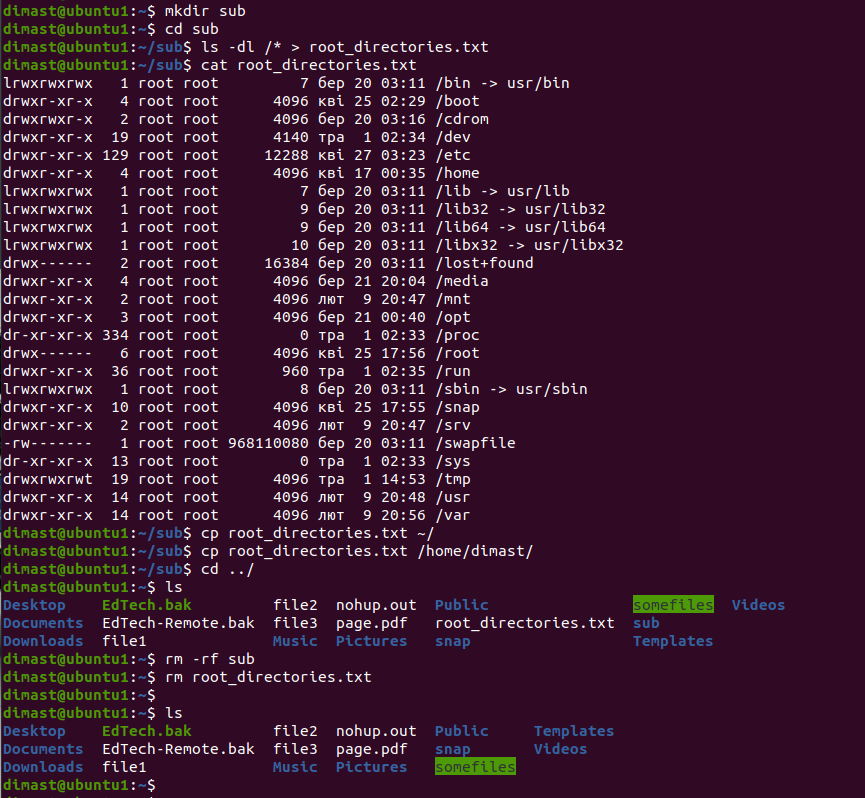 dimast@ubuntu1:~$ mkdir sub
dimast@ubuntu1:~$ cd sub
dimast@ubuntu1:~/sub$ ls -dl /* > root_directories.txt
dimast@ubuntu1:~/sub$ cat root_directories.txt
lrwxrwxrwx   1 root root         7 бер 20 03:11 /bin -> usr/bin
drwxr-xr-x   4 root root      4096 кві 25 02:29 /boot
drwxrwxr-x   2 root root      4096 бер 20 03:16 /cdrom
drwxr-xr-x  19 root root      4140 тра  1 02:34 /dev
drwxr-xr-x 129 root root     12288 кві 27 03:23 /etc
drwxr-xr-x   4 root root      4096 кві 17 00:35 /home
lrwxrwxrwx   1 root root         7 бер 20 03:11 /lib -> usr/lib
lrwxrwxrwx   1 root root         9 бер 20 03:11 /lib32 -> usr/lib32
lrwxrwxrwx   1 root root         9 бер 20 03:11 /lib64 -> usr/lib64
lrwxrwxrwx   1 root root        10 бер 20 03:11 /libx32 -> usr/libx32
drwx------   2 root root     16384 бер 20 03:11 /lost+found
drwxr-xr-x   4 root root      4096 бер 21 20:04 /media
drwxr-xr-x   2 root root      4096 лют  9 20:47 /mnt
drwxr-xr-x   3 root root      4096 бер 21 00:40 /opt
dr-xr-xr-x 334 root root         0 тра  1 02:33 /proc
drwx------   6 root root      4096 кві 25 17:56 /root
drwxr-xr-x  36 root root       960 тра  1 02:35 /run
lrwxrwxrwx   1 root root         8 бер 20 03:11 /sbin -> usr/sbin
drwxr-xr-x  10 root root      4096 кві 25 17:55 /snap
drwxr-xr-x   2 root root      4096 лют  9 20:47 /srv
-rw-------   1 root root 968110080 бер 20 03:11 /swapfile
dr-xr-xr-x  13 root root         0 тра  1 02:33 /sys
drwxrwxrwt  19 root root      4096 тра  1 14:53 /tmp
drwxr-xr-x  14 root root      4096 лют  9 20:48 /usr
drwxr-xr-x  14 root root      4096 лют  9 20:56 /var
dimast@ubuntu1:~/sub$ cp root_directories.txt ~/
dimast@ubuntu1:~/sub$ cp root_directories.txt /home/dimast/
dimast@ubuntu1:~/sub$ cd ../
dimast@ubuntu1:~$ ls
Desktop    EdTech.bak         file2  nohup.out  Public                somefiles  Videos
Documents  EdTech-Remote.bak  file3  page.pdf   root_directories.txt  sub
Downloads  file1              Music  Pictures   snap                  Templates
dimast@ubuntu1:~$ rm -rf sub
dimast@ubuntu1:~$ rm root_directories.txt
dimast@ubuntu1:~$
dimast@ubuntu1:~$ ls
Desktop    EdTech.bak         file2  nohup.out  Public     Templates
Documents  EdTech-Remote.bak  file3  page.pdf   snap       Videos
Downloads  file1              Music  Pictures   somefiles
dimast@ubuntu1:~$